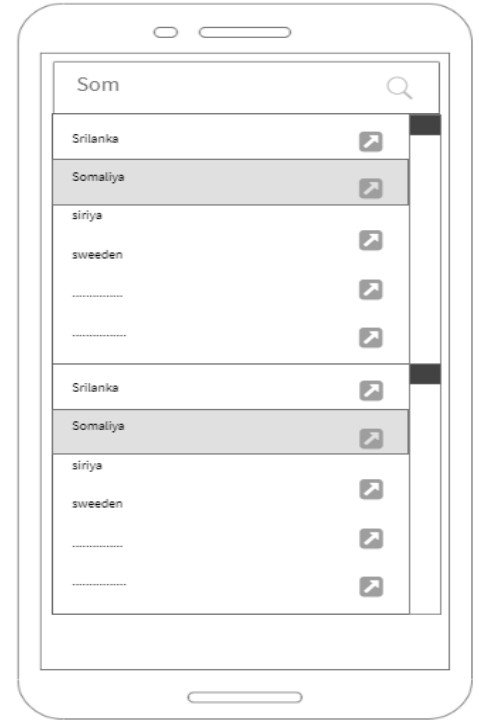 Som
Srilanka
Somaliya
siriya
sweeden
---------------
----------------
Srilanka
Somaliya
siriya
sweeden
---------------
----------------